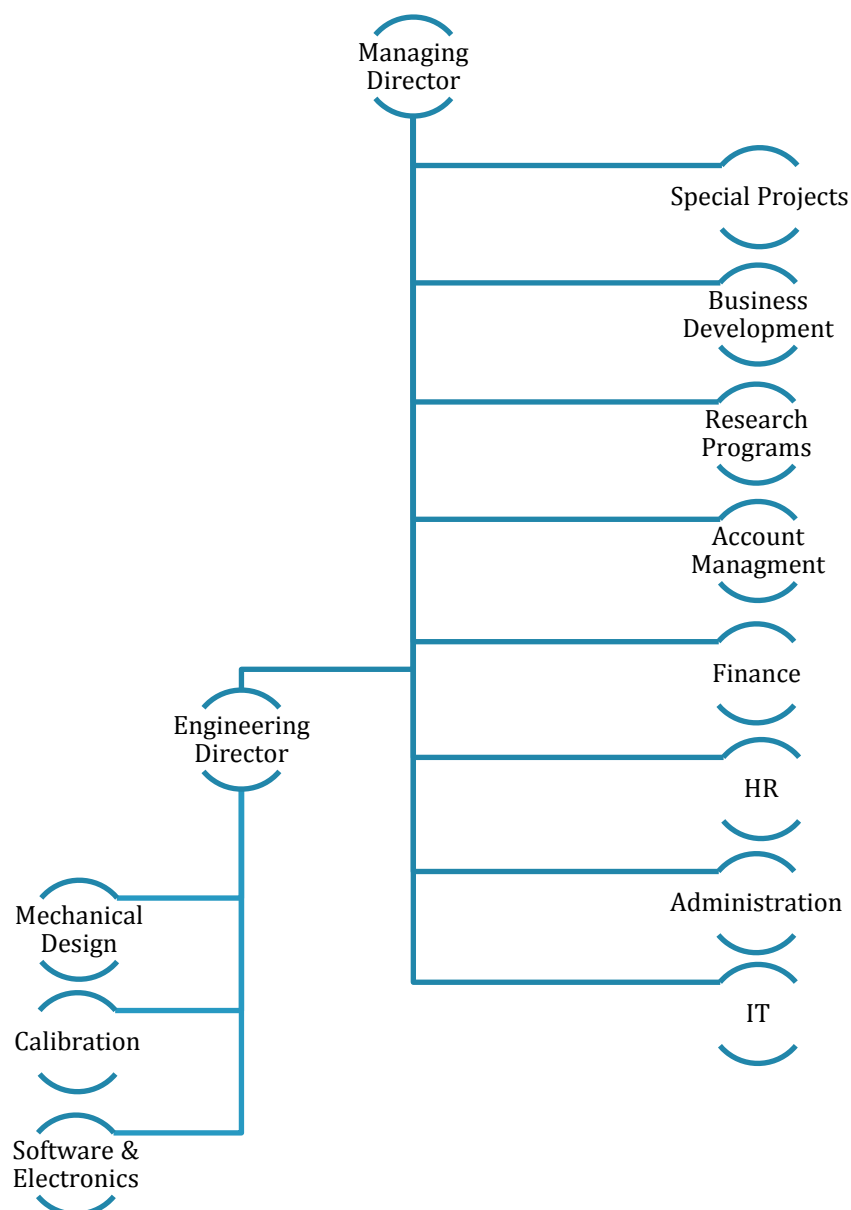 Managing
Director
Special Projects
Business
Development
Research
Programs
Account
Managment
Finance
Engineering
Director
HR
Administration
Mechanical
Design
IT
Calibration
Software &
Electronics